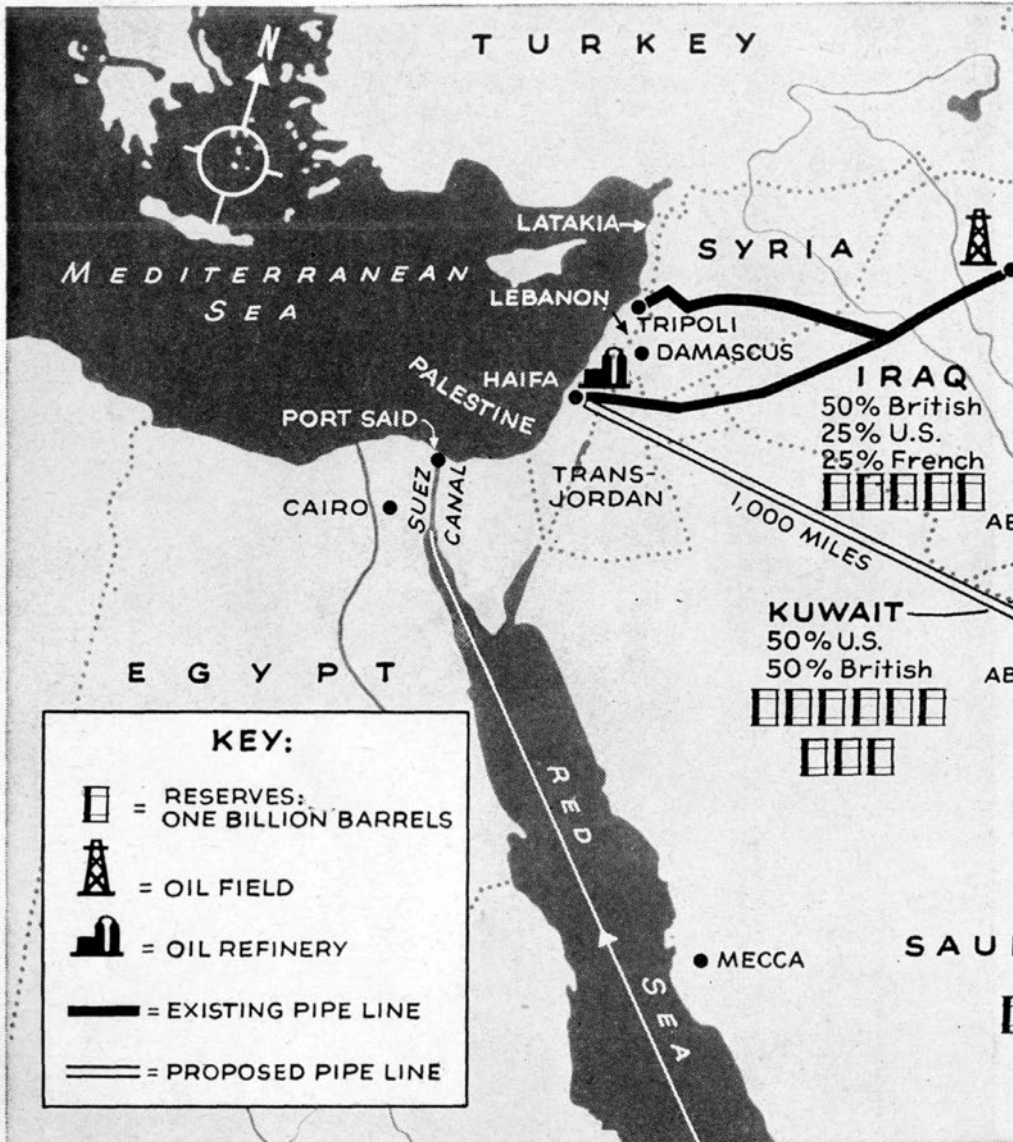 N
TURKEY
LATAKIA
SYRIA
MEDITERRANEAN
SEA
LEBANON
TRIPOLI
DAMASCUS
HAIFA
PALESTINE
IRAQ
50% British
25% U.S.
25% French
PORT SAID
TRANS-
JORDAN
SUEZ
CANAL
CAIRO
1,000 MILES
AB
KUWAIT
50% U.S.
50% British
AB
EGYPT
KEY:
= RESERVES:
ONE BILLION BARRELS
= OIL FIELD
= OIL REFINERY
= EXISTING PIPE LINE
= PROPOSED PIPE LINE
RED
SEA
MECCA
SAU